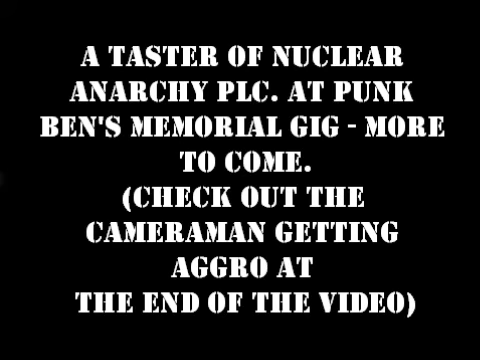 A TASTER OF NUCLEAR
ANARCHY PLC. AT PUNK
BEN'S MEMORIAL GIG - MORE
TO COME.
(CHECK OUT THE
CAMERAMAN GETTING
AGGRO AT
THE END OF THE VIDEO)